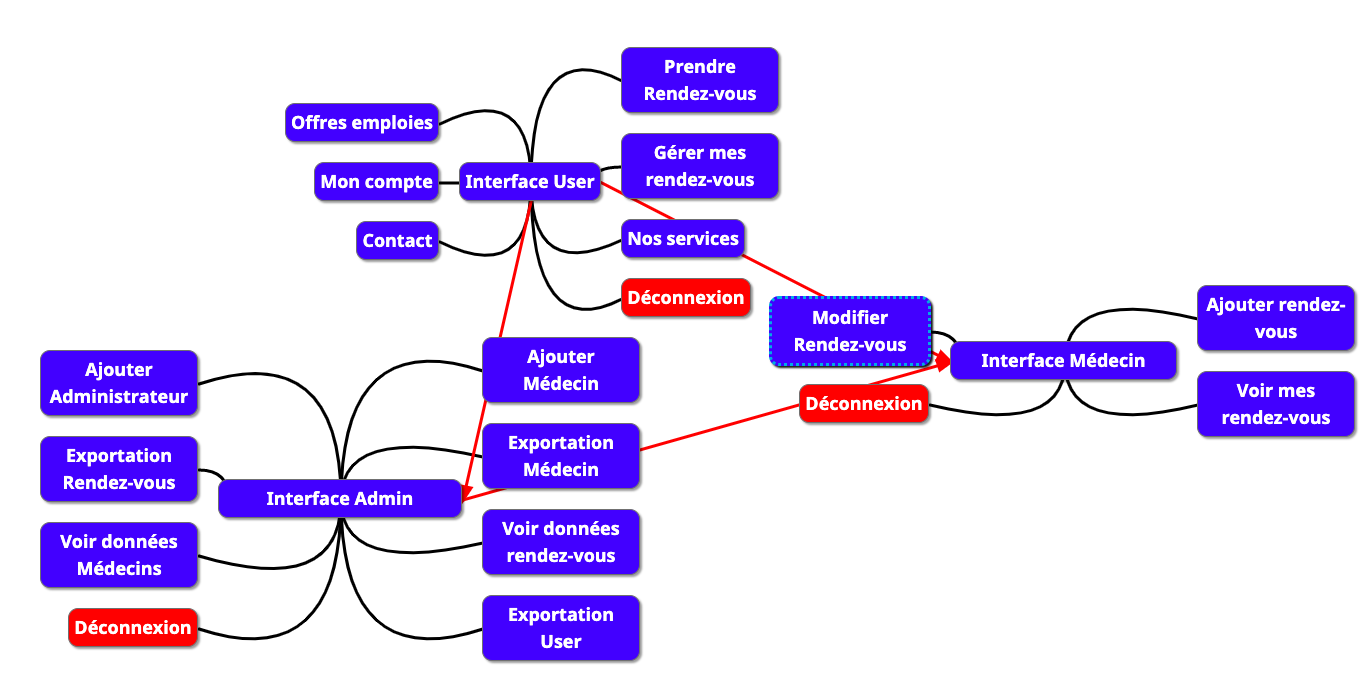 Prendre
Rendez-vous
Offres emploies
Gérer mes
rendez-vous
Mon compte
Interface User
Contact
Nos services
Déconnexion
Modifier
Rendez-vous
Ajouter rendez-
vous
Interface Médecin
Déconnexion
Voir mes
rendez-vous
Ajouter
Administrateur
Ajouter
Médecin
Exportation
Rendez-vous
Exportation
Médecin
Interface Admin
Voir données
Médecins
Voir données
rendez-vous
Déconnexion
Exportation
User